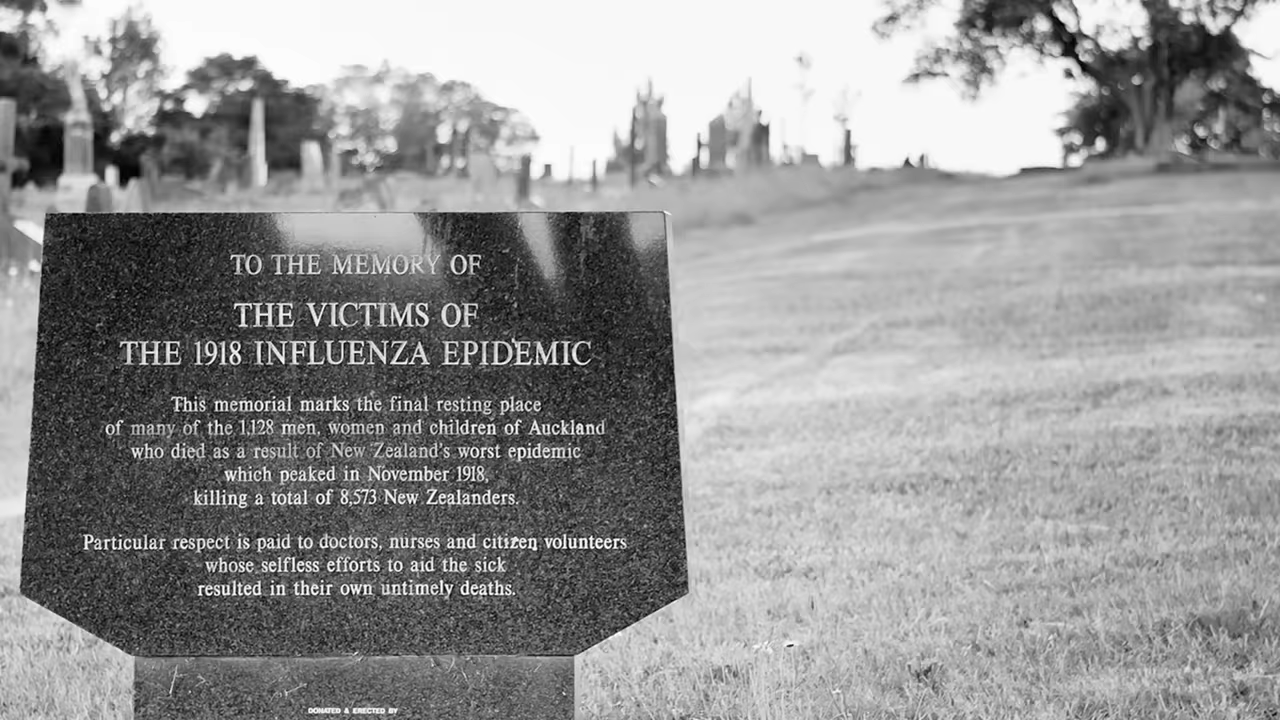 TO THE MEMORY OF
THE VICTIMS OF
THE 1918 INFLUENZA EPIDEMIC
This memorial marks the final resting place
of many of the 1,128 men, women and children of Auckland
who died as a result of New Zealand's worst epidemic
which peaked in November 1918,
killing a total of 8,573 New Zealanders.
Particular respect is paid to doctors, nurses and citizen volunteers
whose selfless efforts to aid the sick
resulted in their own untimely deaths.
DONATED & ERECTED BY